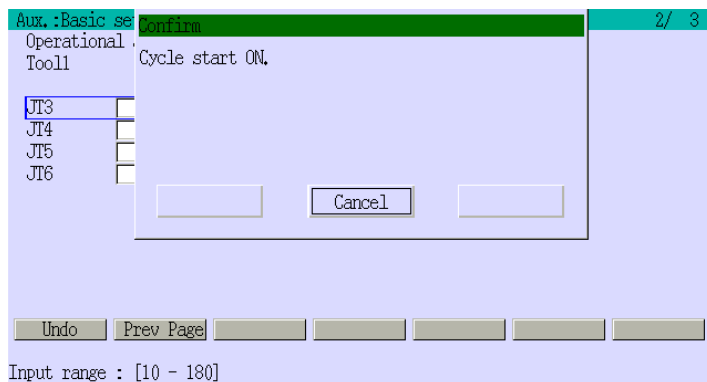 Aux.:Basic se
2/ 3
Confirm
Operational
Cycle start ON.
Tool1
JT3
JT4
JT5
JT6
Cancel
Undo Prev Page
Input range : [10 - 180]